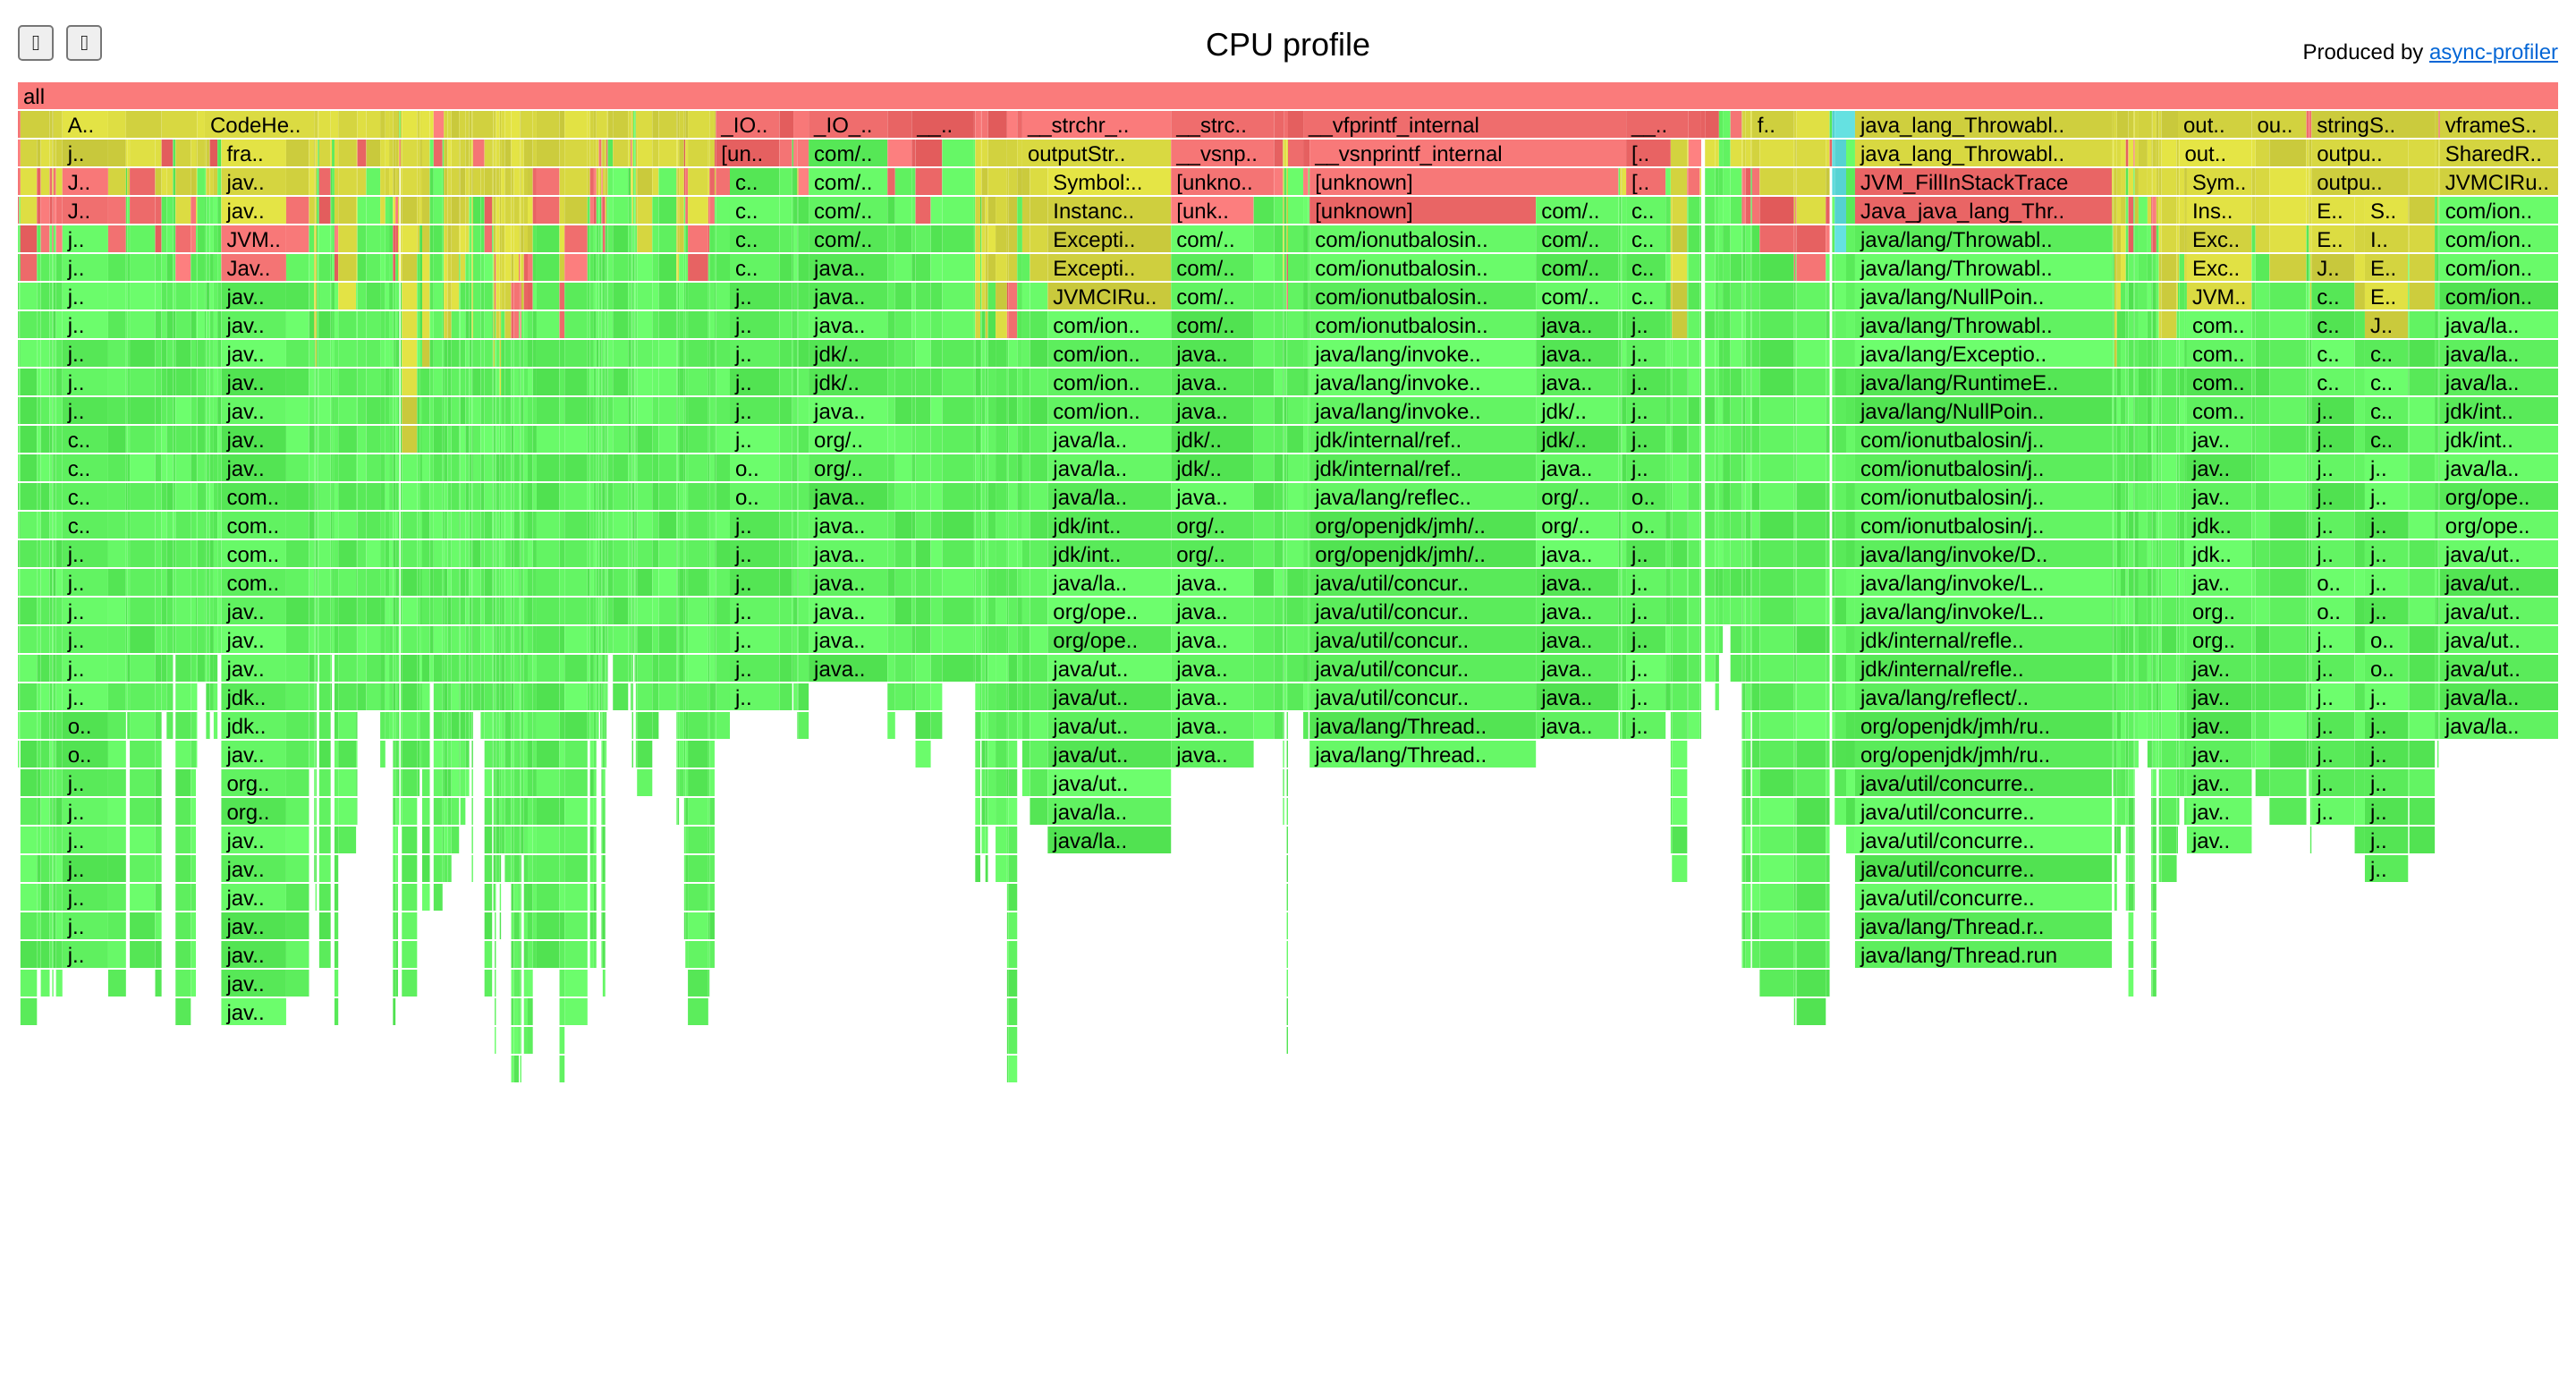 CPU profile
Produced by async-profiler
all
A.. CodeHe.. _IO.. _IO_.. __.. __strchr_.. __strc.. __vfprintf_internal __.. f.. java_lang_Throwabl.. out.. ou.. stringS.. vframeS..
j.. fra.. [un.. com/.. outputStr.. __vsnp.. __vsnprintf_internal [.. java_lang_Throwabl.. out.. outpu.. SharedR..
J.. jav.. c.. com/.. Symbol:.. [unkno.. [unknown] [.. JVM_FillInStackTrace Sym.. outpu.. JVMCIRu..
J.. jav.. c.. com/.. Instanc.. [unk.. [unknown] com/.. c.. Java_java_lang_Thr.. Ins.. E.. S.. com/ion..
j.. JVM.. c.. com/.. Excepti.. com/.. com/ionutbalosin.. com/.. c.. java/lang/Throwabl.. Exc.. E.. I.. com/ion..
j.. Jav.. c.. java.. Excepti.. com/.. com/ionutbalosin.. com/.. c.. java/lang/Throwabl.. Exc.. J.. E.. com/ion..
j.. jav.. j.. java.. JVMCIRu.. com/.. com/ionutbalosin.. com/.. c.. java/lang/NullPoin.. JVM.. c.. E.. com/ion..
j.. jav.. j.. java.. com/ion.. com/.. com/ionutbalosin.. java.. j.. java/lang/Throwabl.. com.. c.. J.. java/la..
j.. jav.. j.. jdk/.. com/ion.. java.. java/lang/invoke.. java.. j.. java/lang/Exceptio.. com.. c.. c.. java/la..
j.. jav.. j.. jdk/.. com/ion.. java.. java/lang/invoke.. java.. j.. java/lang/RuntimeE.. com.. c.. c.. java/la..
j.. jav.. j.. java.. com/ion.. java.. java/lang/invoke.. jdk/.. j.. java/lang/NullPoin.. com.. j.. c.. jdk/int..
c.. jav.. j.. org/.. java/la.. jdk/.. jdk/internal/ref.. jdk/.. j.. com/ionutbalosin/j.. jav.. j.. c.. jdk/int..
c.. jav.. o.. org/.. java/la.. jdk/.. jdk/internal/ref.. java.. j.. com/ionutbalosin/j.. jav.. j.. j.. java/la..
c.. com.. o.. java.. java/la.. java.. java/lang/reflec.. org/.. o.. com/ionutbalosin/j.. jav.. j.. j.. org/ope..
c.. com.. j.. java.. jdk/int.. org/.. org/openjdk/jmh/.. org/.. o.. com/ionutbalosin/j.. jdk.. j.. j.. org/ope..
j.. com.. j.. java.. jdk/int.. org/.. org/openjdk/jmh/.. java.. j.. java/lang/invoke/D.. jdk.. j.. j.. java/ut..
j.. com.. j.. java.. java/la.. java.. java/util/concur.. java.. j.. java/lang/invoke/L.. jav.. o.. j.. java/ut..
j.. jav.. j.. java.. org/ope.. java.. java/util/concur.. java.. j.. java/lang/invoke/L.. org.. o.. j.. java/ut..
j.. jav.. j.. java.. org/ope.. java.. java/util/concur.. java.. j.. jdk/internal/refle.. org.. j.. o.. java/ut..
j.. jav.. j.. java.. java/ut.. java.. java/util/concur.. java.. j.. jdk/internal/refle.. jav.. j.. o.. java/ut..
j.. jdk.. j.. java/ut.. java.. java/util/concur.. java.. j.. java/lang/reflect/.. jav.. j.. j.. java/la..
o.. jdk.. java/ut.. java.. java/lang/Thread.. java.. j.. org/openjdk/jmh/ru.. jav.. j.. j.. java/la..
o.. jav.. java/ut.. java.. java/lang/Thread.. org/openjdk/jmh/ru.. jav.. j.. j..
j.. org.. java/ut.. java/util/concurre.. jav.. j.. j..
j.. org.. java/la.. java/util/concurre.. jav.. j.. j..
j.. jav.. java/la.. java/util/concurre.. jav.. j..
j.. jav.. java/util/concurre.. j..
j.. jav.. java/util/concurre..
j.. jav.. java/lang/Thread.r..
j.. jav.. java/lang/Thread.run
jav..
jav..